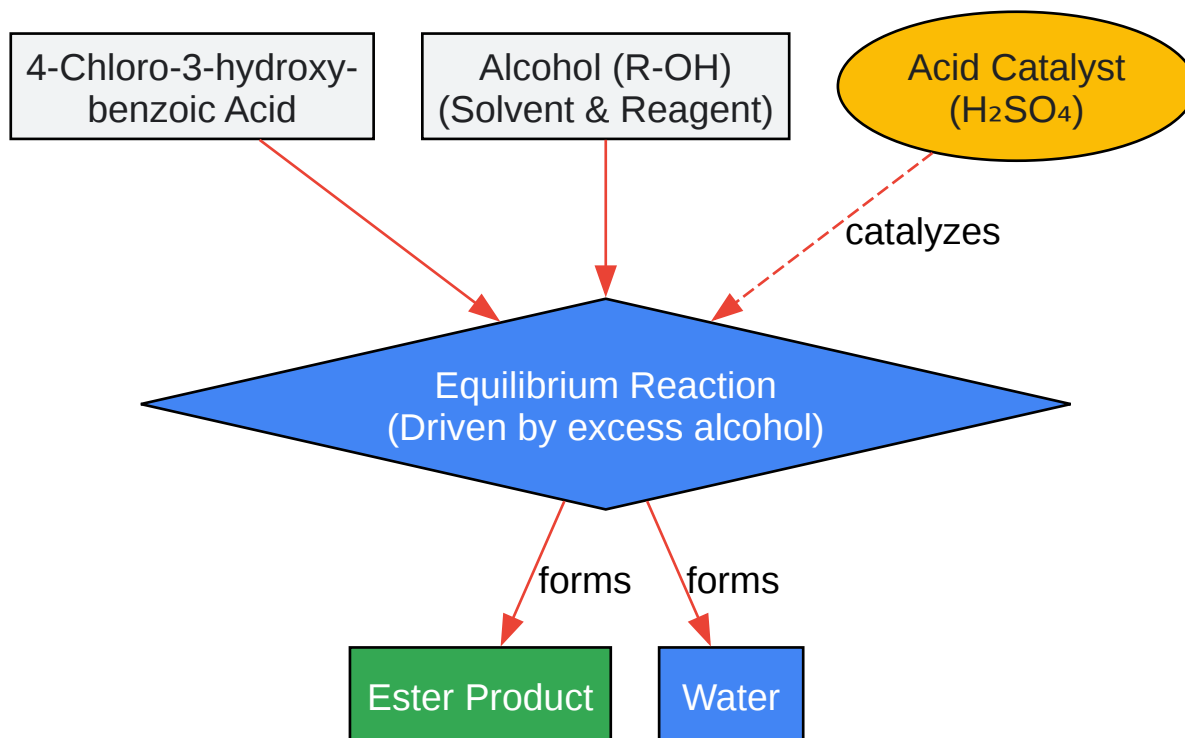 4-Chloro-3-hydroxy-
benzoic Acid
Alcohol (R-OH)
(Solvent & Reagent)
Acid Catalyst
(H₂SO₄)
catalyzes
Equilibrium Reaction
(Driven by excess alcohol)
forms
forms
Ester Product
Water